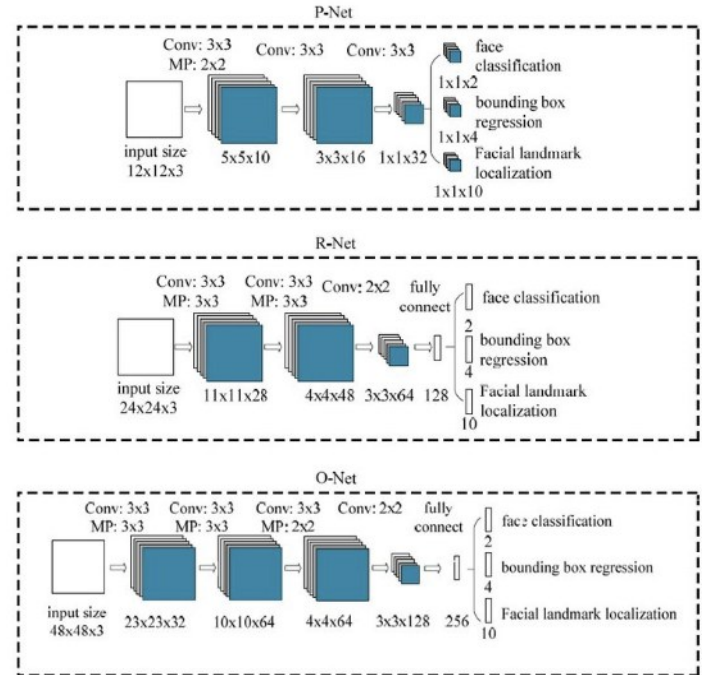 P-Net
Conv: 3x3
MP: 2x2
Conv: 3x3
Conv: 3x3
face
classification
1x1x2
bounding box
regression
1x1x4
Facial landmark
localization
1x1x10
input size
12x12x3
5x5x10
3x3x16
1x1x32
R-Net
Conv: 3x3
MP: 3x3
Conv: 3x3
MP: 3x3
Conv: 2x2
fully
connect
face classification
2
bounding box
regression
4
Facial landmark
localization
10
input size
24x24x3
11x11x28
4x4x48
3x3x64
128
O-Net
Conv: 3x3
MP: 3x3
Conv: 3x3
MP: 3x3
Conv: 3x3
MP: 2x2
Conv: 2x2
fully
connect
face classification
2
bounding box regression
4
Facial landmark localization
10
input size
48x48x3
23x23x32
10x10x64
4x4x64
3x3x128
256